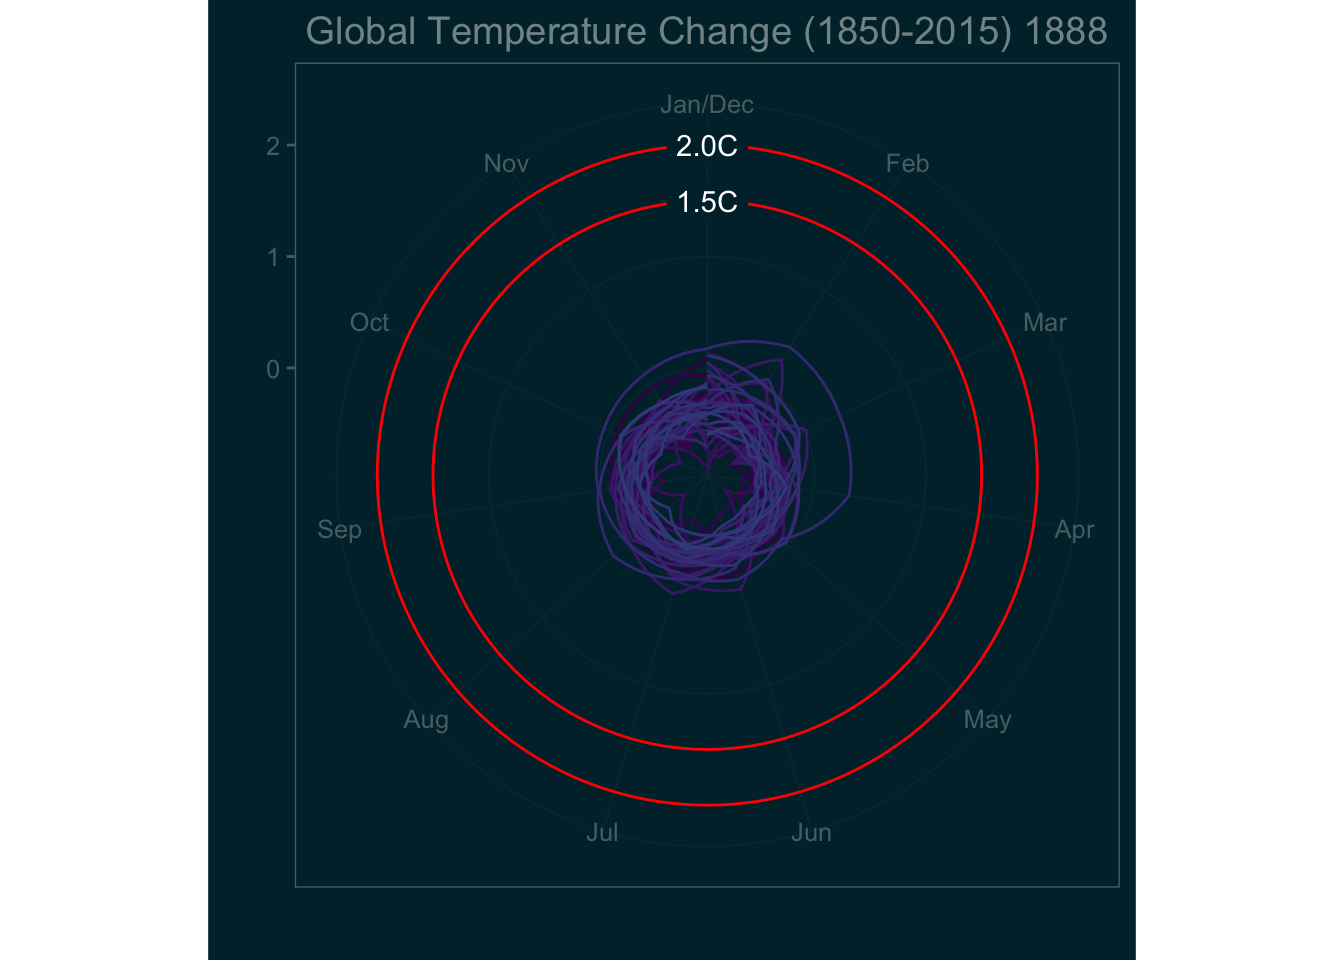 Global Temperature Change (1850-2015) 1888
Jan/Dec
2.0C
2
Nov
Feb
1.5C
1
Oct
Mar
0
Sep
Apr
Aug
May
Jul
Jun